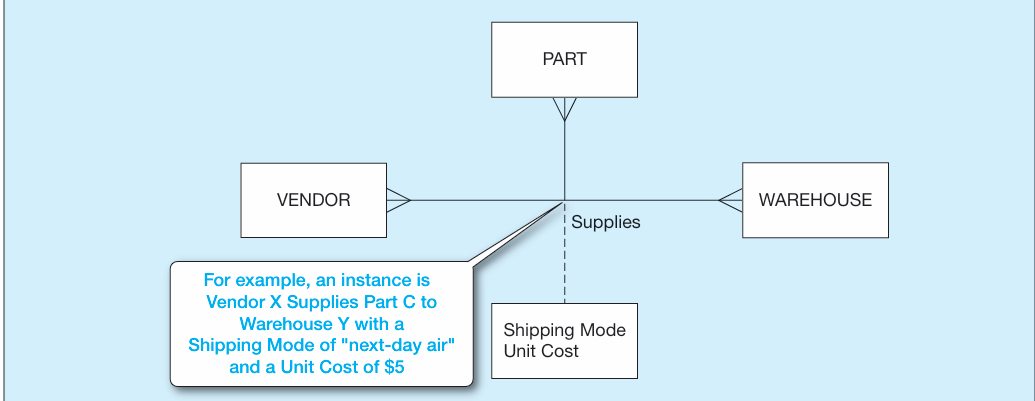 PART
VENDOR
WAREHOUSE
Supplies
For example, an instance is
Vendor X Supplies Part C to
Warehouse Y with a
Shipping Mode of "next-day air"
and a Unit Cost of $5
Shipping Mode
Unit Cost